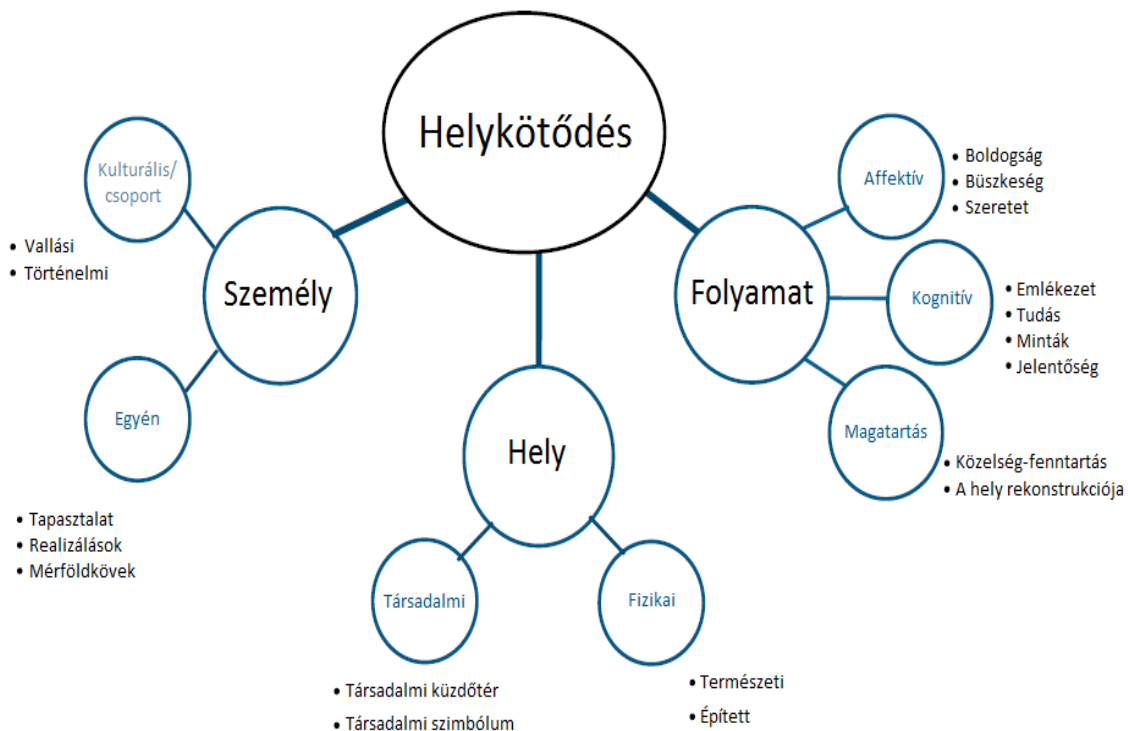 Helykötődés
Személy
Kulturális/
csoport
• Vallási
• Történelmi
Egyén
• Tapasztalat
• Realizálások
• Mérföldkövek
Hely
Társadalmi
• Társadalmi küzdőtér
• Társadalmi szimbólum
Fizikai
• Természeti
• Épített
Folyamat
Affektív
• Boldogság
• Büszkeség
• Szeretet
Kognitív
• Emlékezet
• Tudás
• Minták
• Jelentőség
Magatartás
• Közelség-fenntartás
• A hely rekonstrukciója